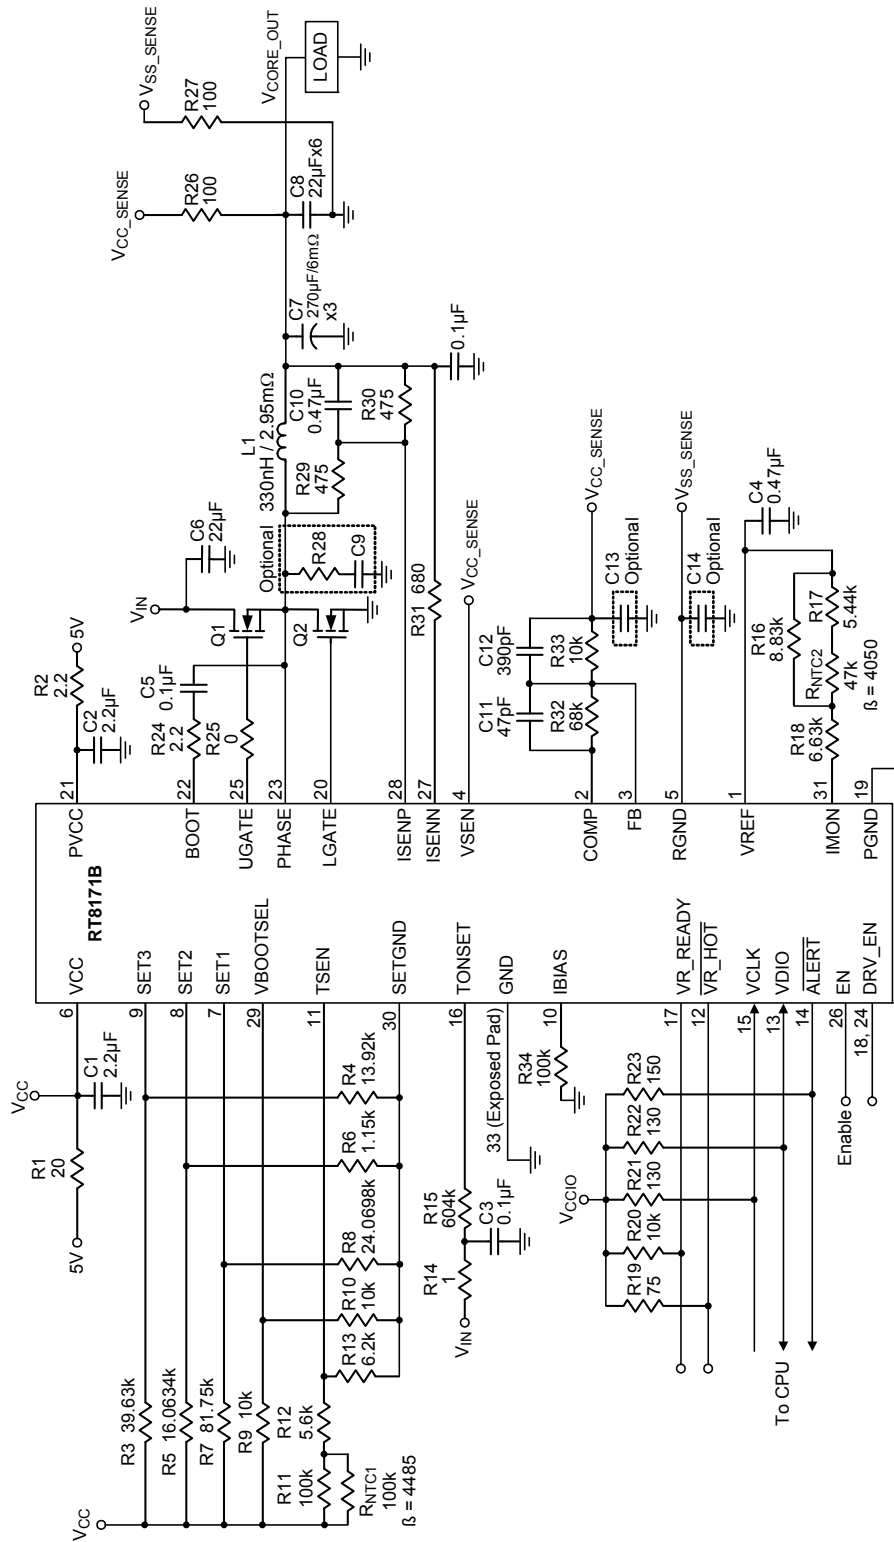 RT8171B
VCC
6
SET3
9
SET2
8
SET1
7
VBOOTSEL
29
TSEN
11
SETGND
30
TONSET
16
GND
33 (Exposed Pad)
IBIAS
10
VR_READY
17
VR_HOT
12
VCLK
15
VDIO
13
ALERT
14
EN
26
DRV_EN
18, 24
PVCC
21
BOOT
22
UGATE
25
PHASE
23
LGATE
20
ISENP
28
ISENN
27
VSEN
4
COMP
2
FB
3
RGND
5
VREF
1
IMON
31
PGND
19
5V
R1
20
VCC
C1
2.2µF
VCC
R3 39.63k
R5 16.0634k
R7 81.75k
R9 10k
R11
100k
RNTC1
100k
ß = 4485
R12
5.6k
R13
6.2k
R10
10k
R8
24.0698k
R6
1.15k
R4
13.92k
VIN
R14
1
R15
604k
C3
0.1µF
R34
100k
VCCIO
R19
75
R20
10k
R21
130
R22
130
R23
150
To CPU
Enable
R2
2.2
5V
C2
2.2µF
R24
2.2
C5
0.1µF
R25
0
VIN
C6
22µF
Q1
Q2
Optional
R28
C9
L1
330nH / 2.95mΩ
R29
475
C10
0.47µF
R30
475
R31 680
0.1µF
C7
270µF/6mΩ
x3
C8
22µFx6
VCC_SENSE
R26
100
VSS_SENSE
R27
100
VCORE_OUT
LOAD
VCC_SENSE
C11
47pF
C12
390pF
R32
68k
R33
10k
C13
Optional
VCC_SENSE
C14
Optional
VSS_SENSE
C4
0.47µF
R16
8.83k
R17
5.44k
RNTC2
47k
ß = 4050
R18
6.63k